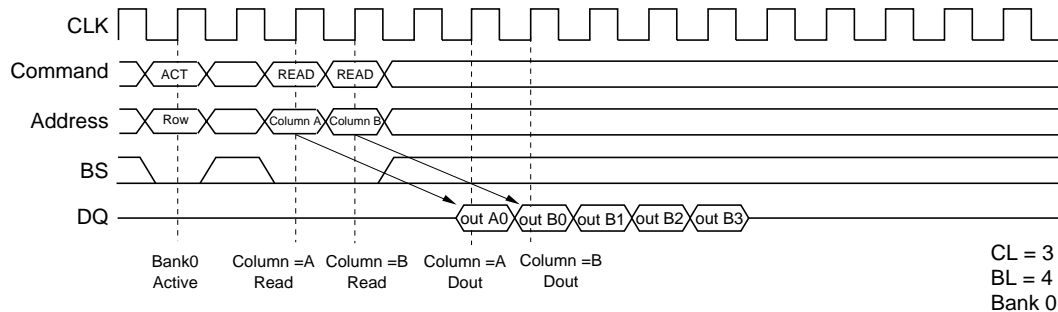 CLK
Command ACT READ READ
Address Row Column A Column B
BS
DQ out A0 out B0 out B1 out B2 out B3
Bank0 Column =A Column =B Column =A Column =B
Active Read Read Dout Dout
CL = 3
BL = 4
Bank 0